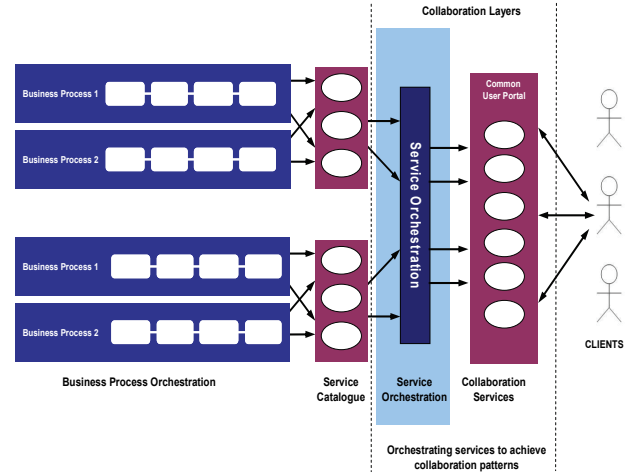 Collaboration Layers
Business Process 1
Business Process 2
Common
User Portal
Service Orchestration
Business Process 1
Business Process 2
CLIENTS
Business Process Orchestration
Service
Catalogue
Service
Orchestration
Collaboration
Services
Orchestrating services to achieve
collaboration patterns